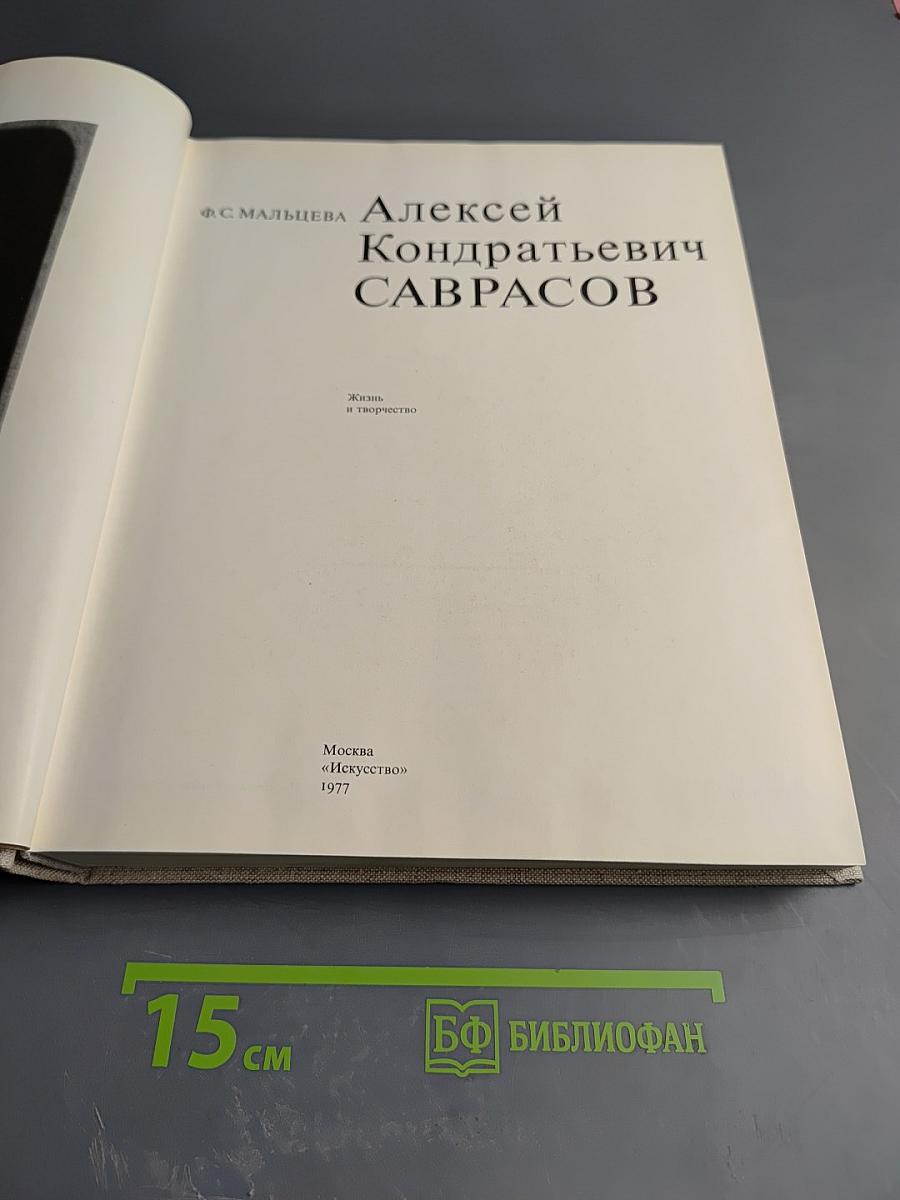 Ф. С. МАЛЬЦЕВА
Алексей
Кондратьевич
САВРАСОВ
Жизнь
и творчество
Москва
«Искусство»
1977
15 см
БФ БИБЛИОФАН